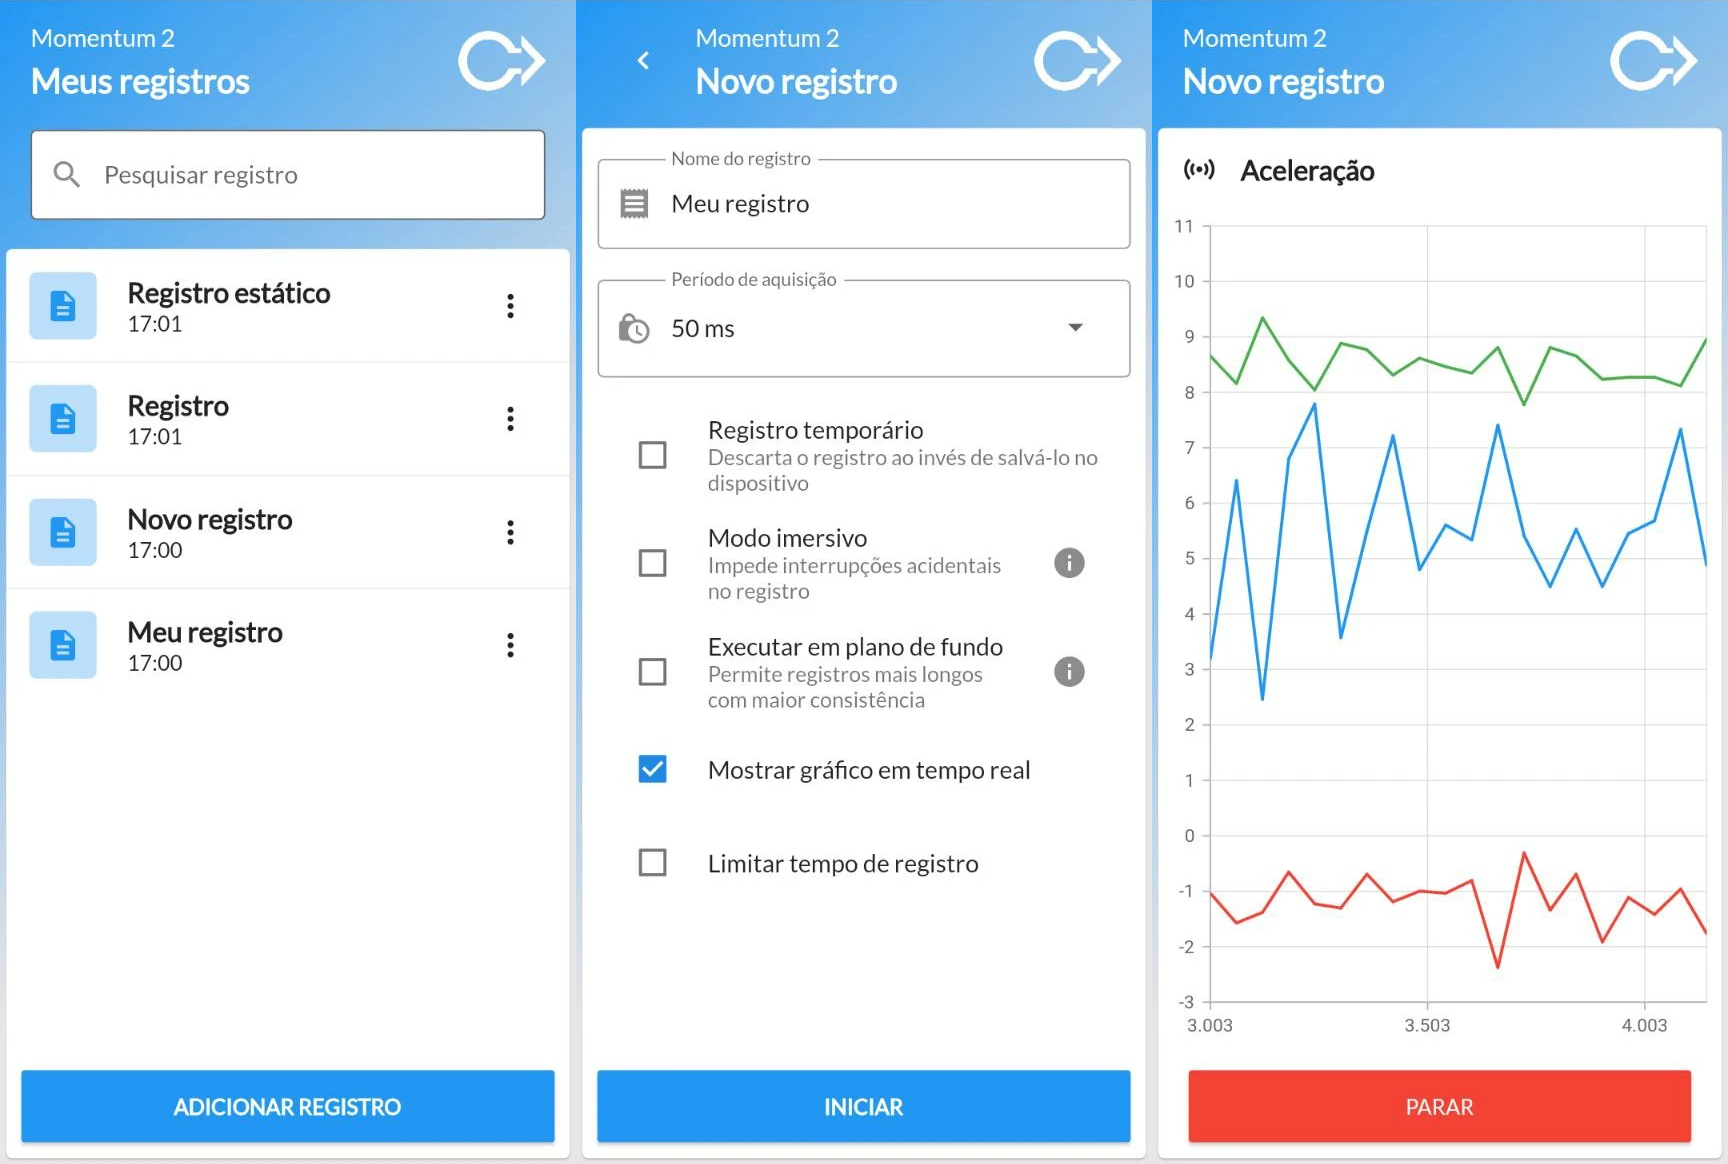 Momentum 2
Meus registros
Pesquisar registro
Registro estático
17:01
Registro
17:01
Novo registro
17:00
Meu registro
17:00
ADICIONAR REGISTRO
Momentum 2
Novo registro
Nome do registro
Meu registro
Período de aquisição
50 ms
Registro temporário
Descarta o registro ao invés de salvá-lo no
dispositivo
Modo imersivo
Impede interrupções acidentais
no registro
Executar em plano de fundo
Permite registros mais longos
com maior consistência
Mostrar gráfico em tempo real
Limitar tempo de registro
INICIAR
Momentum 2
Novo registro
Aceleração
11
10
9
8
7
6
5
4
3
2
1
0
-1
-2
-3
3.003 3.503 4.003
PARAR